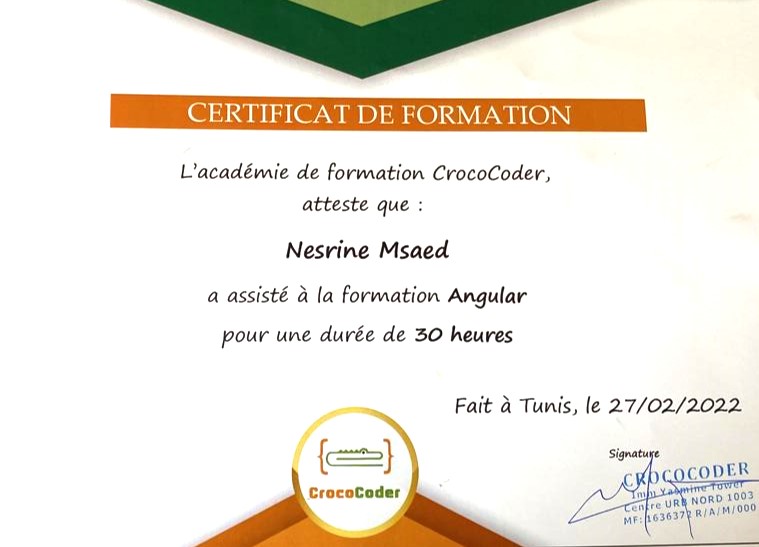 CERTIFICAT DE FORMATION
L'académie de formation CrocoCoder,
atteste que :
Nesrine Msaed
a assisté à la formation Angular
pour une durée de 30 heures
Fait à Tunis, le 27/02/2022
Signature
CROCOCODER
Imm Yasmine Tower
Centre URB NORD 1003
MF: 1636372 R/A/M/000
CrocoCoder